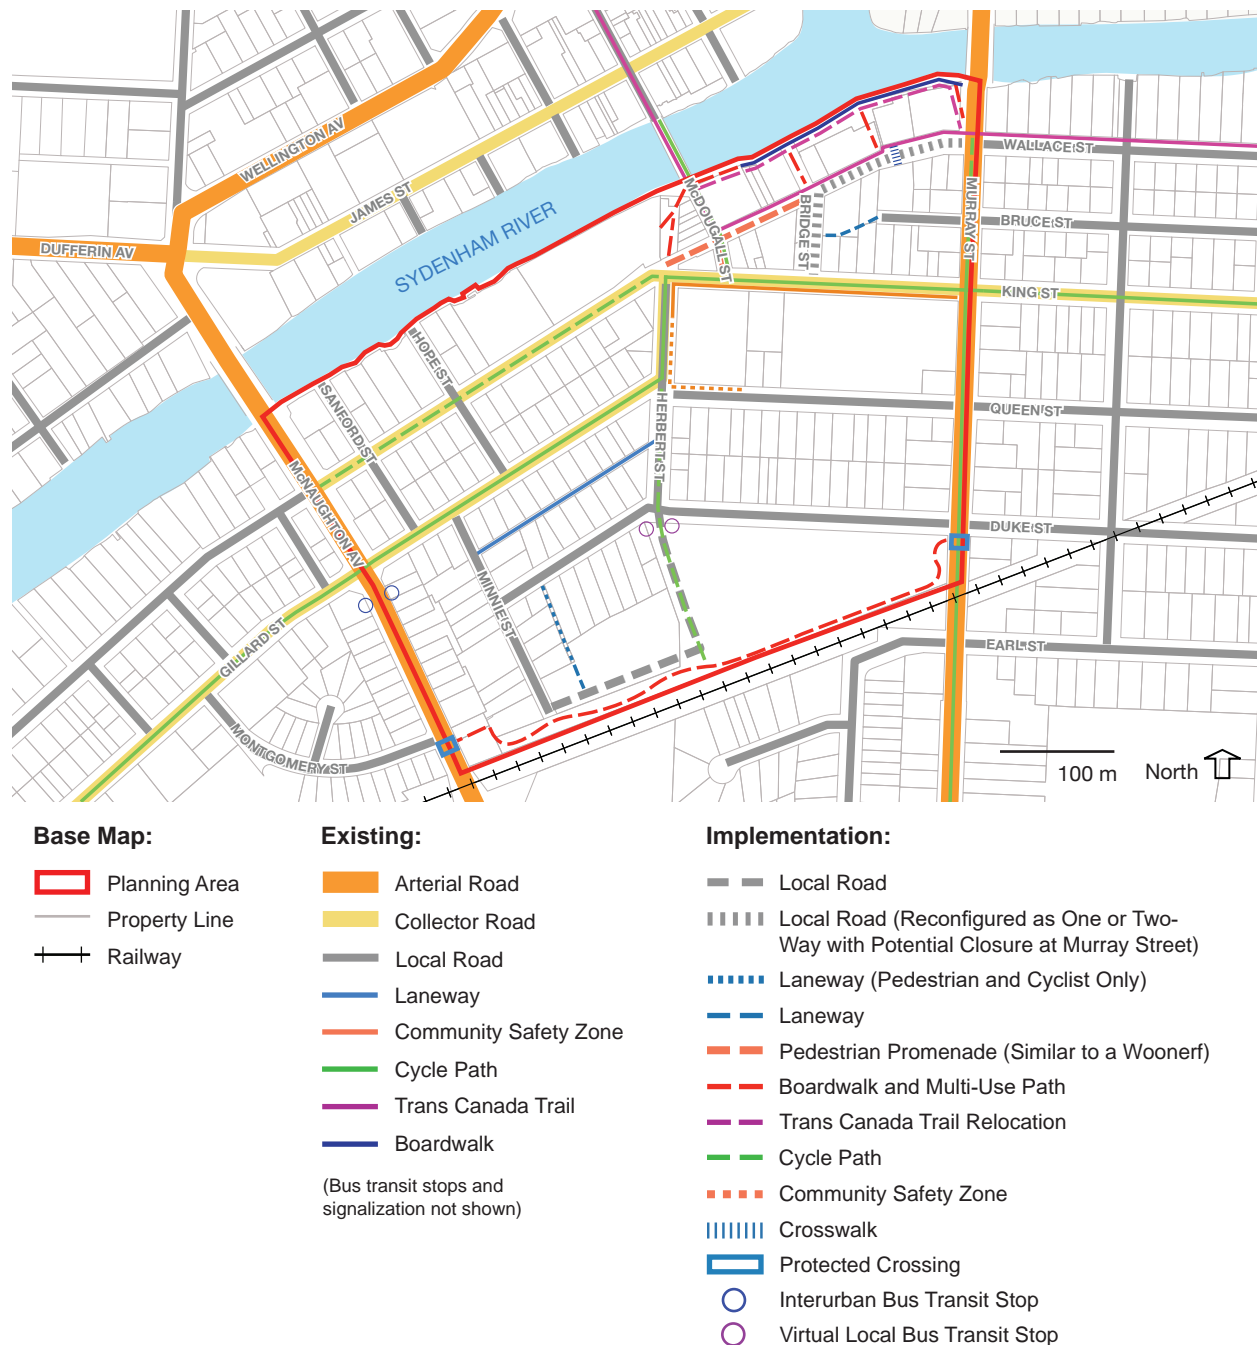 WELLINGTON AV
JAMES ST
DUFFERIN AV
SYDENHAM RIVER
McDOUGALL ST
BRIDGE ST
MURRAY ST
WALLACE ST
BRUCE ST
KING ST
HOPE ST
SANFORD ST
HERBERT ST
QUEEN ST
McNAUGHTON AV
DUKE ST
MINNIE ST
GILLARD ST
EARL ST
MONTGOMERY ST
100 m
North
Base Map:
Planning Area
Property Line
Railway
Existing:
Arterial Road
Collector Road
Local Road
Laneway
Community Safety Zone
Cycle Path
Trans Canada Trail
Boardwalk
(Bus transit stops and
signalization not shown)
Implementation:
Local Road
Local Road (Reconfigured as One or Two-
Way with Potential Closure at Murray Street)
Laneway (Pedestrian and Cyclist Only)
Laneway
Pedestrian Promenade (Similar to a Woonerf)
Boardwalk and Multi-Use Path
Trans Canada Trail Relocation
Cycle Path
Community Safety Zone
Crosswalk
Protected Crossing
Interurban Bus Transit Stop
Virtual Local Bus Transit Stop